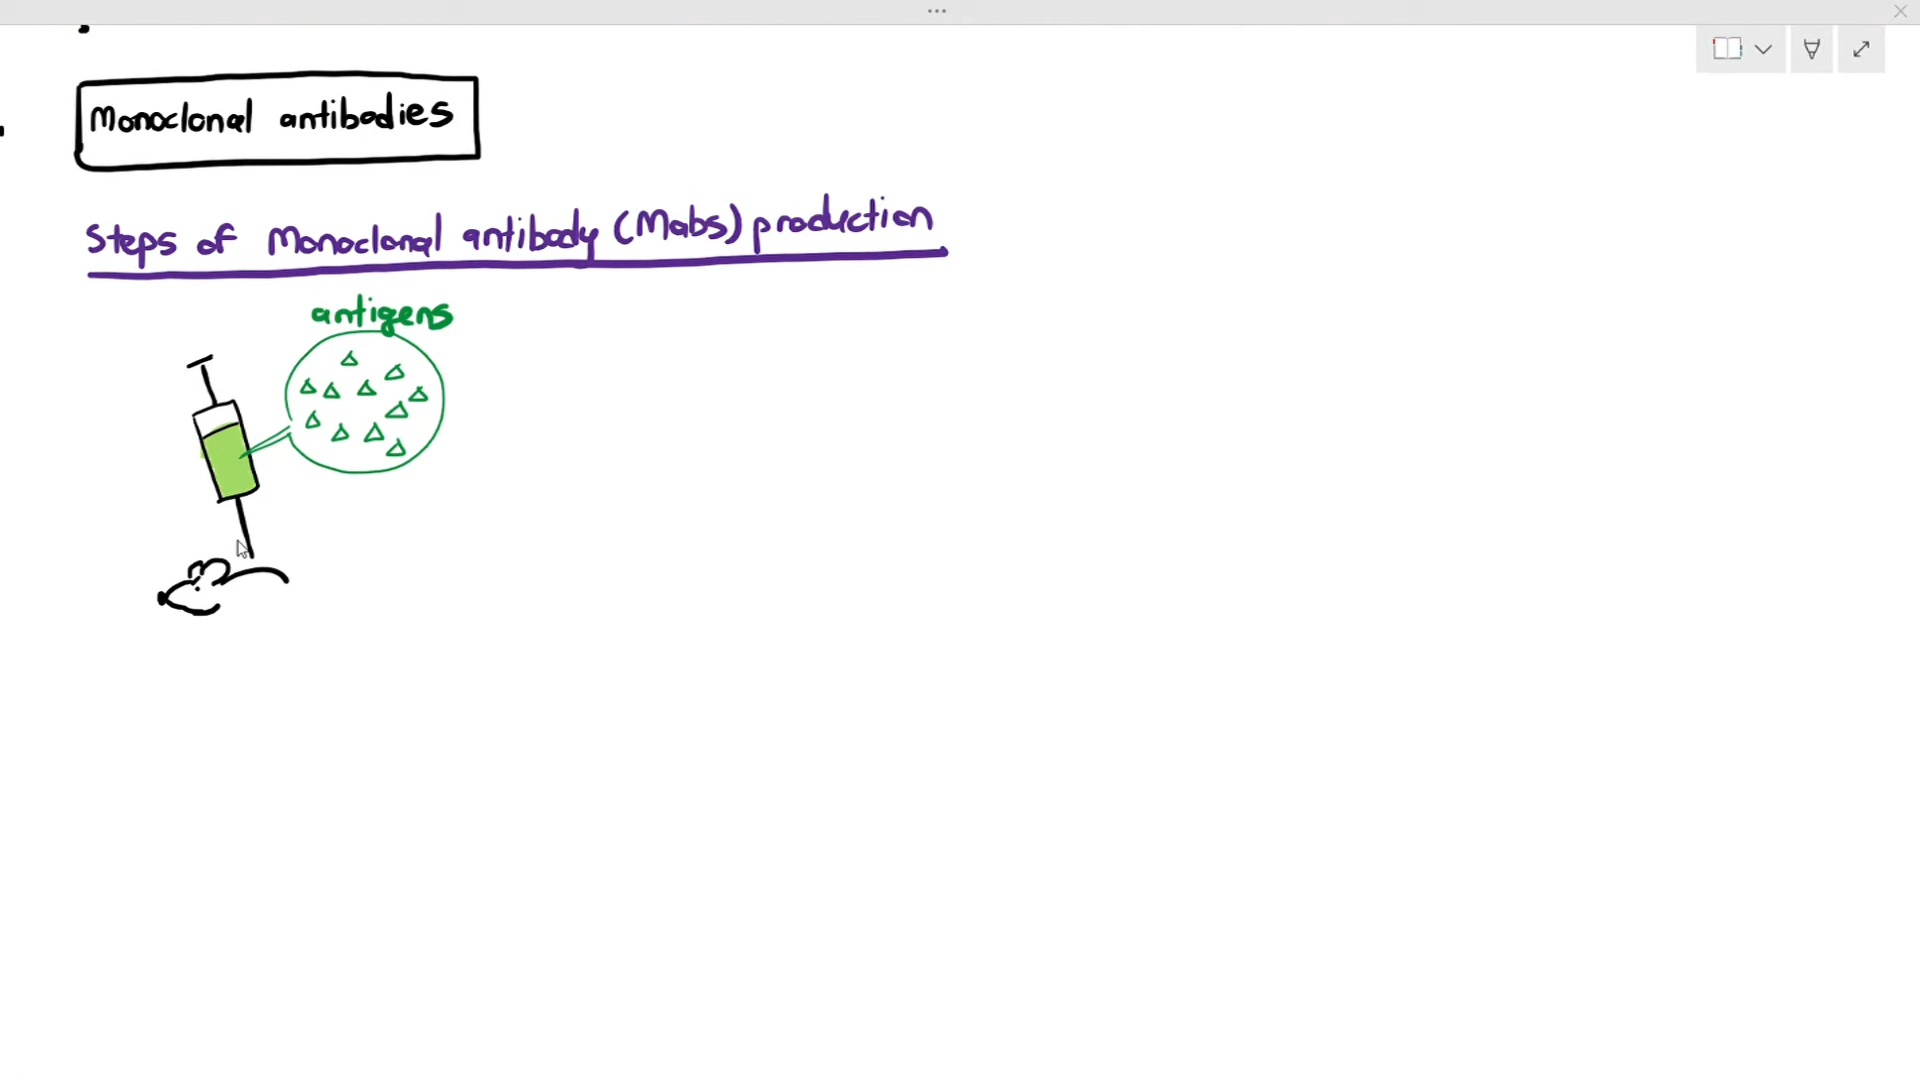 Monoclonal antibodies
Steps of Monoclonal antibody (Mabs) production
antigens